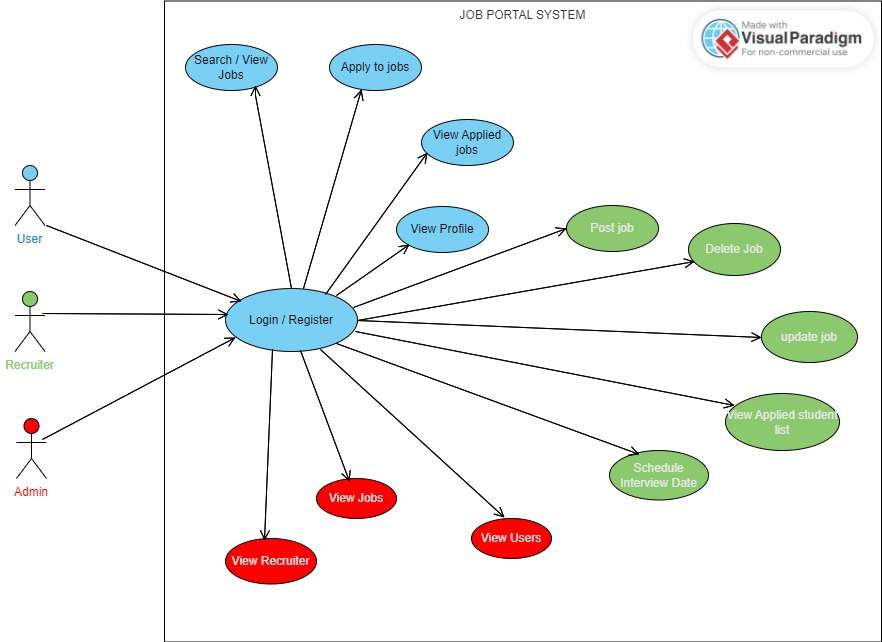 JOB PORTAL SYSTEM
Made with
Visual Paradigm
For non-commercial use
Search / View
Jobs
Apply to jobs
View Applied
jobs
View Profile
Post job
Delete Job
User
Login / Register
update job
Recruiter
View Applied student
list
Schedule
Interview Date
Admin
View Jobs
View Users
View Recruiter